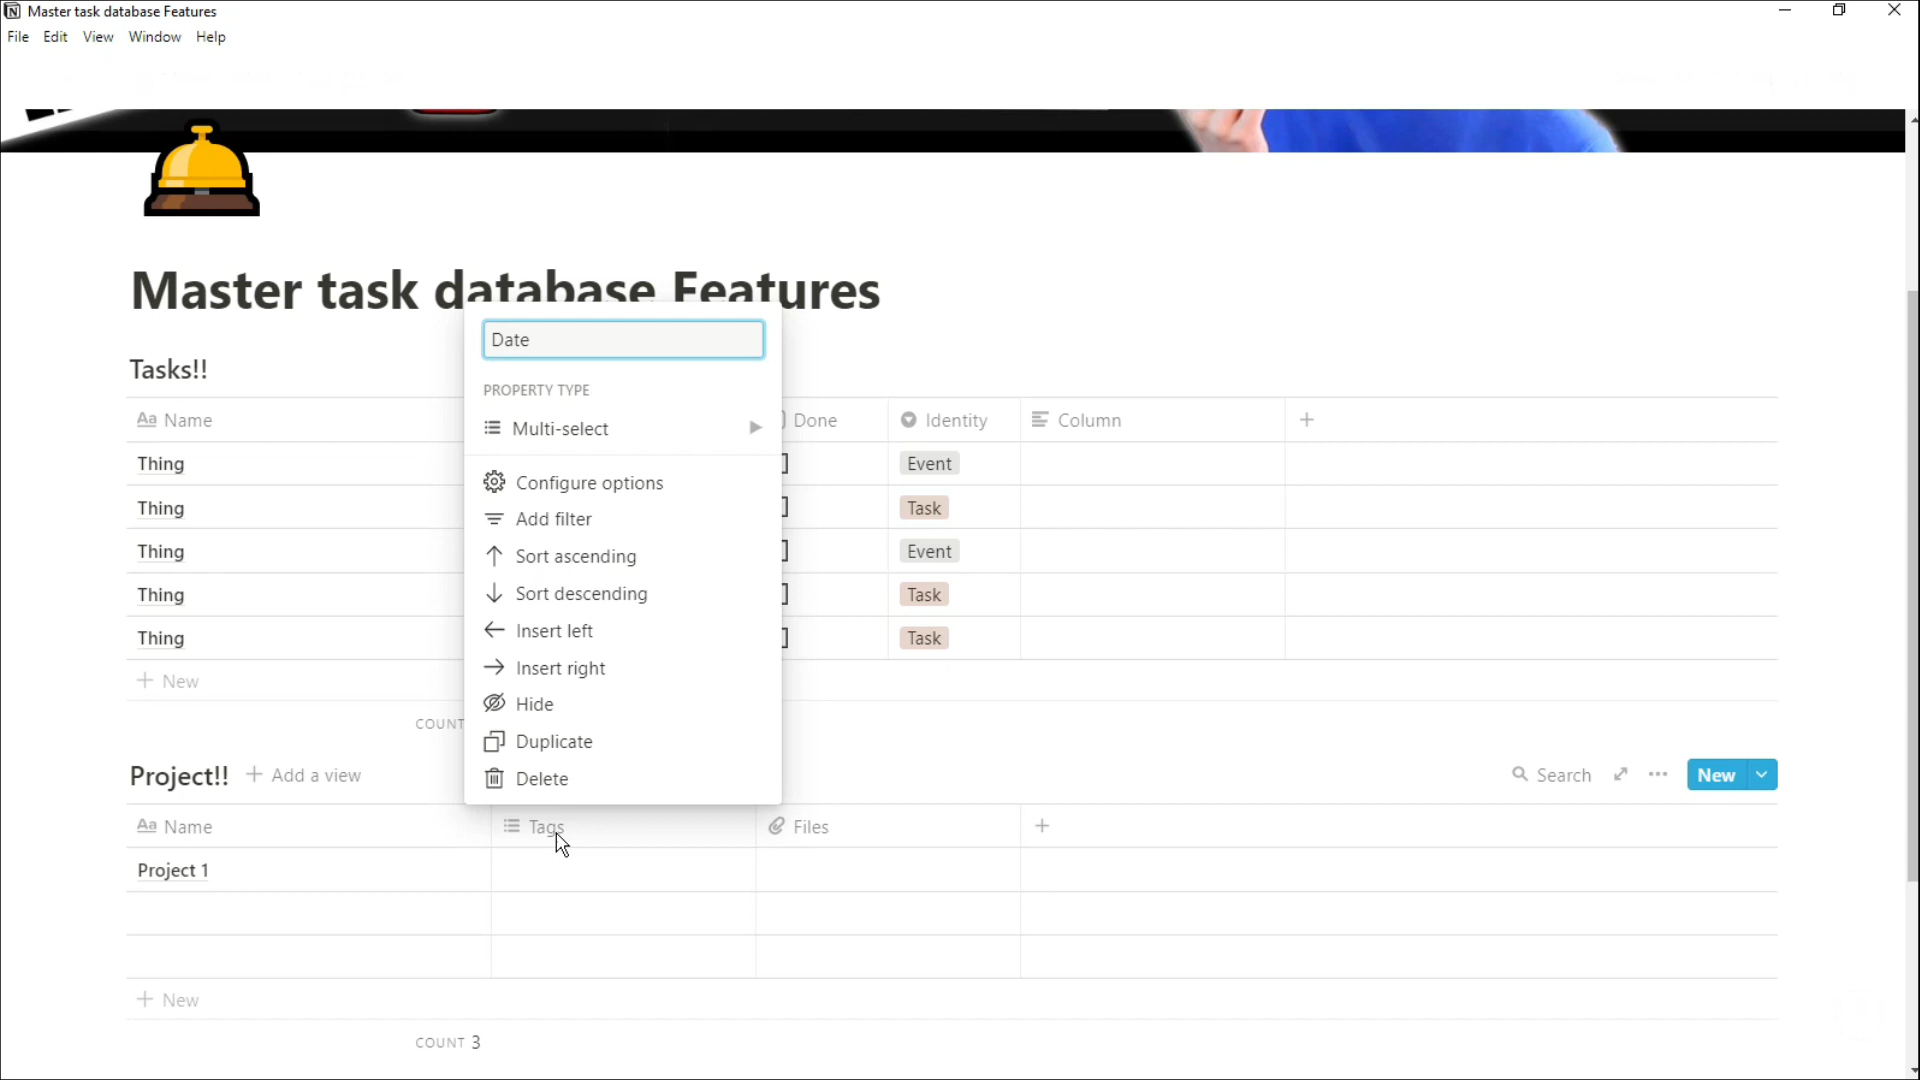 Master task database Features
File Edit View Window Help
Master task database Features
Date
Tasks!!
PROPERTY TYPE
Aa Name Done Identity Column +
Multi-select
Thing Event
Configure options
Thing Task
Add filter
Thing Event
Sort ascending
Thing Task
Sort descending
Thing Task
Insert left
Insert right
+ New
Hide
COUNT
Duplicate
Project!! + Add a view Search New
Delete
Aa Name Tags Files +
Project 1
+ New
COUNT 3